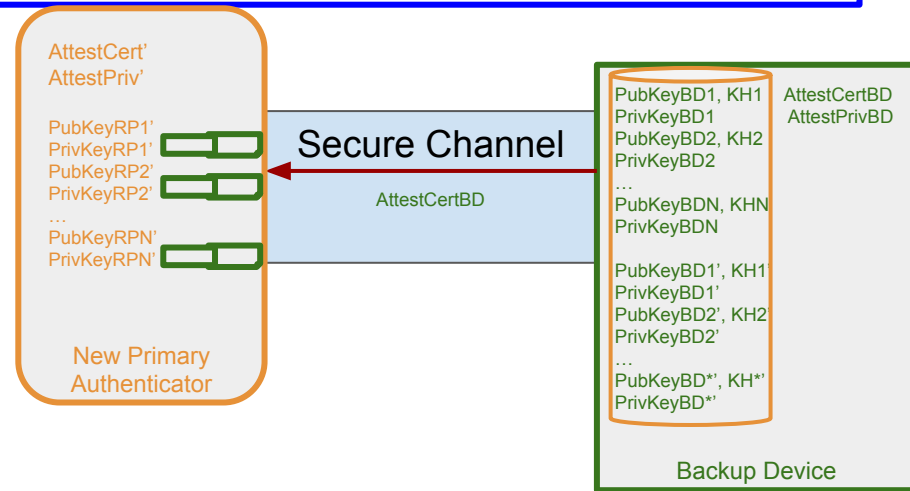 AttestCert’
AttestPriv’
PubKeyRP1’
PrivKeyRP1’
PubKeyRP2’
PrivKeyRP2’
…
PubKeyRPN’
PrivKeyRPN’
New Primary
Authenticator
Secure Channel
AttestCertBD
PubKeyBD1, KH1
PrivKeyBD1
PubKeyBD2, KH2
PrivKeyBD2
…
PubKeyBDN, KHN
PrivKeyBDN
PubKeyBD1’, KH1’
PrivKeyBD1’
PubKeyBD2’, KH2’
PrivKeyBD2’
…
PubKeyBD*’, KH*’
PrivKeyBD*’
AttestCertBD
AttestPrivBD
Backup Device